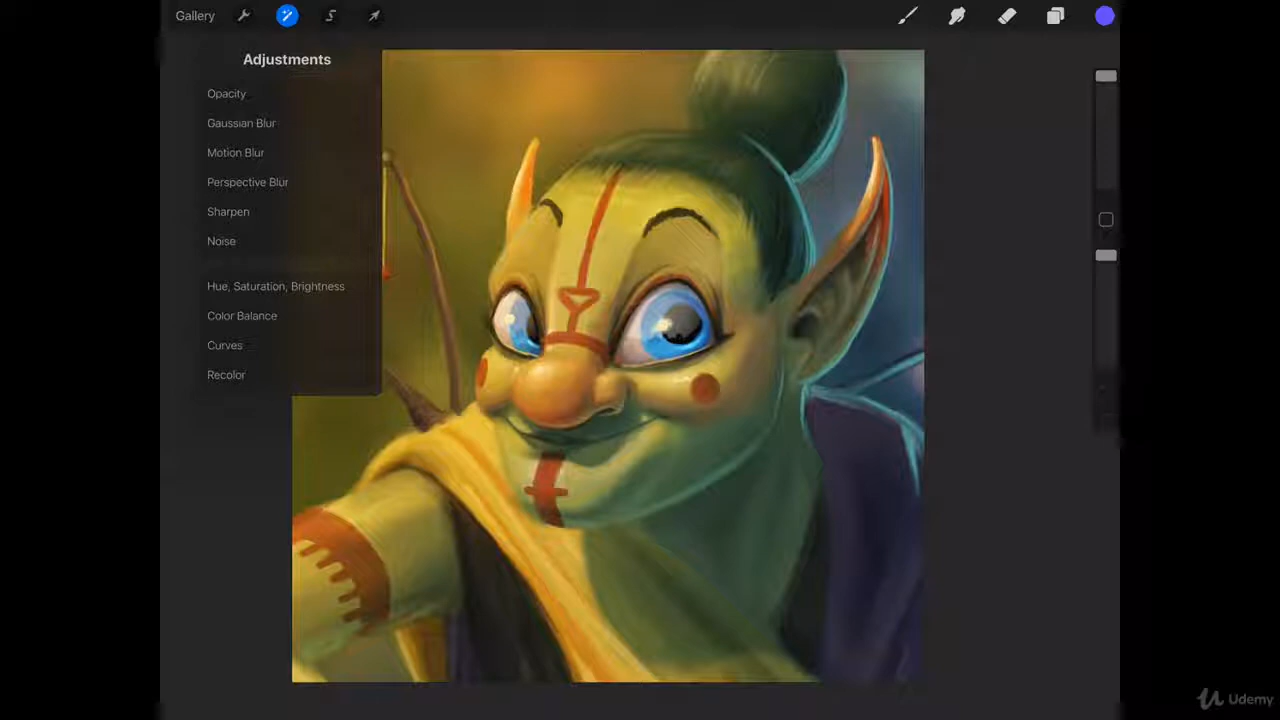 Gallery
Adjustments
Opacity
Gaussian Blur
Motion Blur
Perspective Blur
Sharpen
Noise
Hue, Saturation, Brightness
Color Balance
Curves
Recolor
Udemy